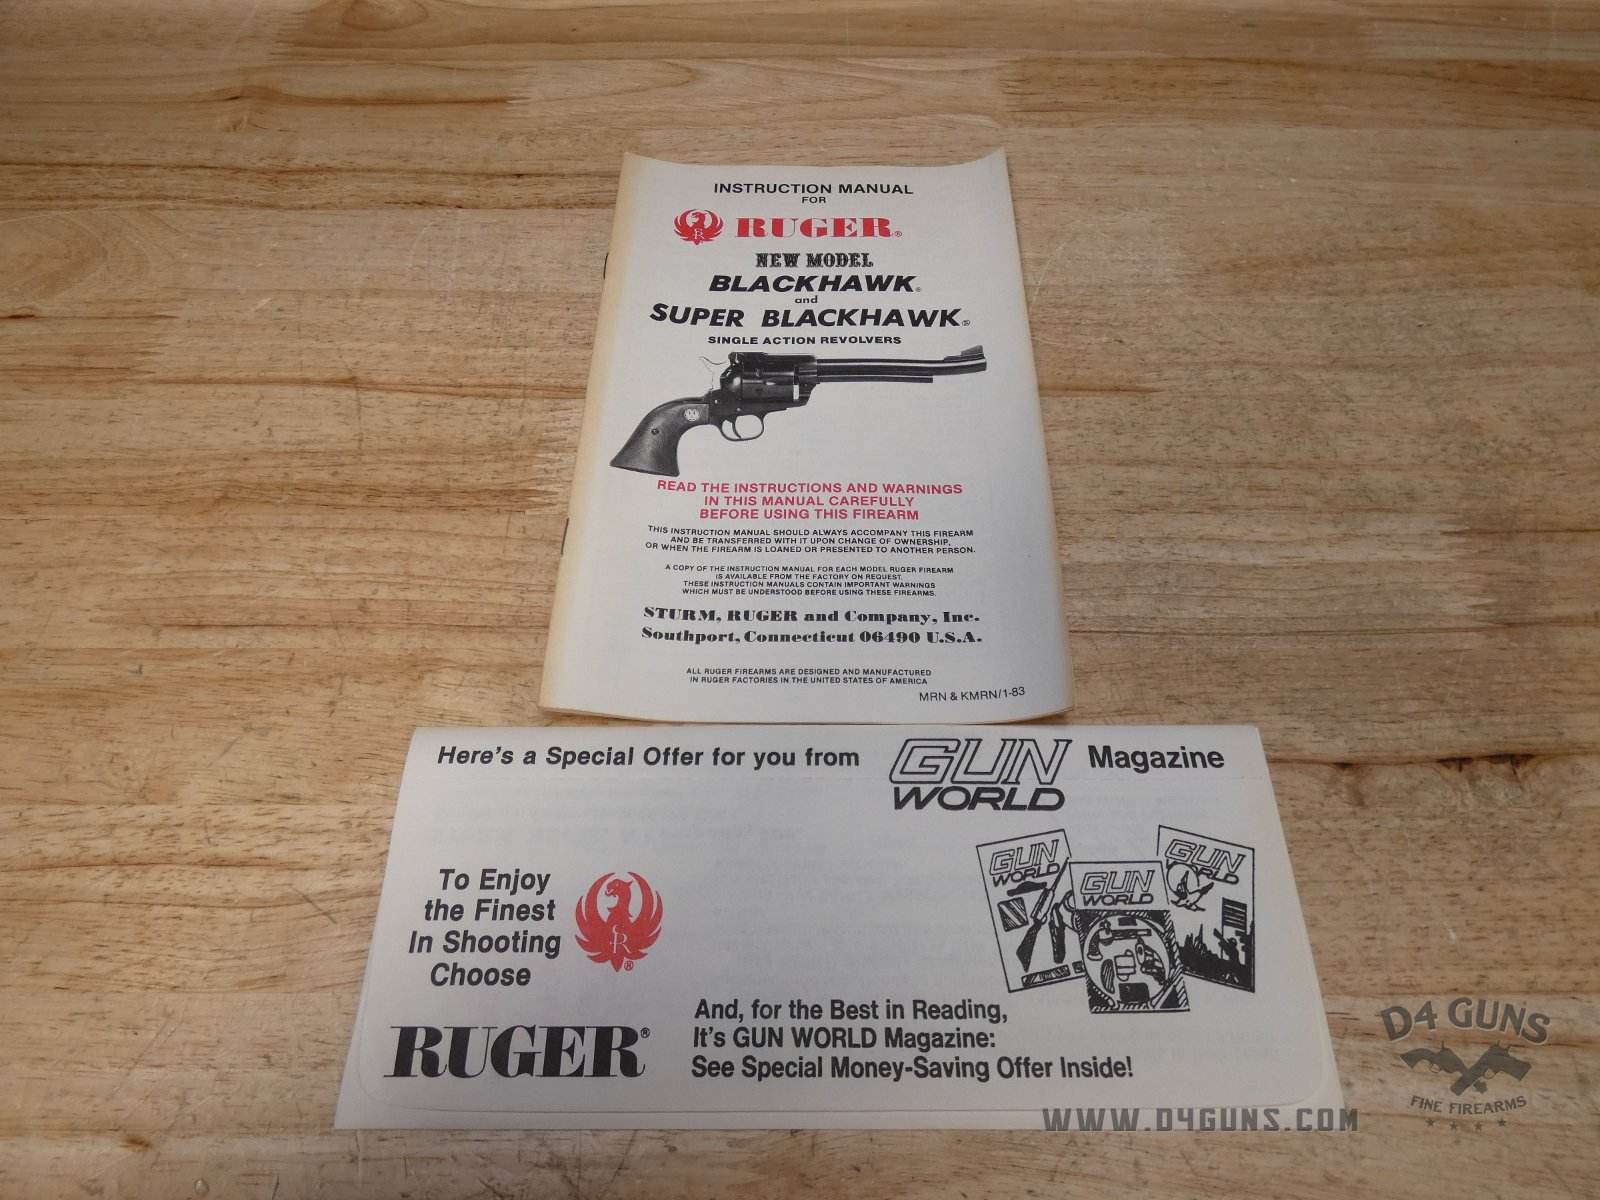 INSTRUCTION MANUAL
FOR
RUGER®
NEW MODEL
BLACKHAWK®
and
SUPER BLACKHAWK®
SINGLE ACTION REVOLVERS
READ THE INSTRUCTIONS AND WARNINGS
IN THIS MANUAL CAREFULLY
BEFORE USING THIS FIREARM
THIS INSTRUCTION MANUAL SHOULD ALWAYS ACCOMPANY THIS FIREARM
AND BE TRANSFERRED WITH IT UPON CHANGE OF OWNERSHIP,
OR WHEN THE FIREARM IS LOANED OR PRESENTED TO ANOTHER PERSON.
A COPY OF THE INSTRUCTION MANUAL FOR EACH MODEL RUGER FIREARM
IS AVAILABLE FROM THE FACTORY ON REQUEST.
THESE INSTRUCTION MANUALS CONTAIN IMPORTANT WARNINGS
WHICH MUST BE UNDERSTOOD BEFORE USING THESE FIREARMS.
STURM, RUGER and Company, Inc.
Southport, Connecticut 06490 U.S.A.
ALL RUGER FIREARMS ARE DESIGNED AND MANUFACTURED
IN RUGER FACTORIES IN THE UNITED STATES OF AMERICA
MRN & KMRN/1-83
Here's a Special Offer for you from GUN WORLD Magazine
GUN WORLD
GUN WORLD
GUN WORLD
To Enjoy
the Finest
In Shooting
Choose
R®
RUGER®
And, for the Best in Reading,
It's GUN WORLD Magazine:
See Special Money-Saving Offer Inside!
D4 GUNS
FINE FIREARMS
WWW.D4GUNS.COM